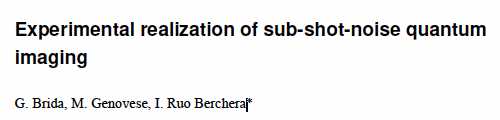 Experimental realization of sub-shot-noise quantum
imaging
G. Brida, M. Genovese, I. Ruo Berchera*